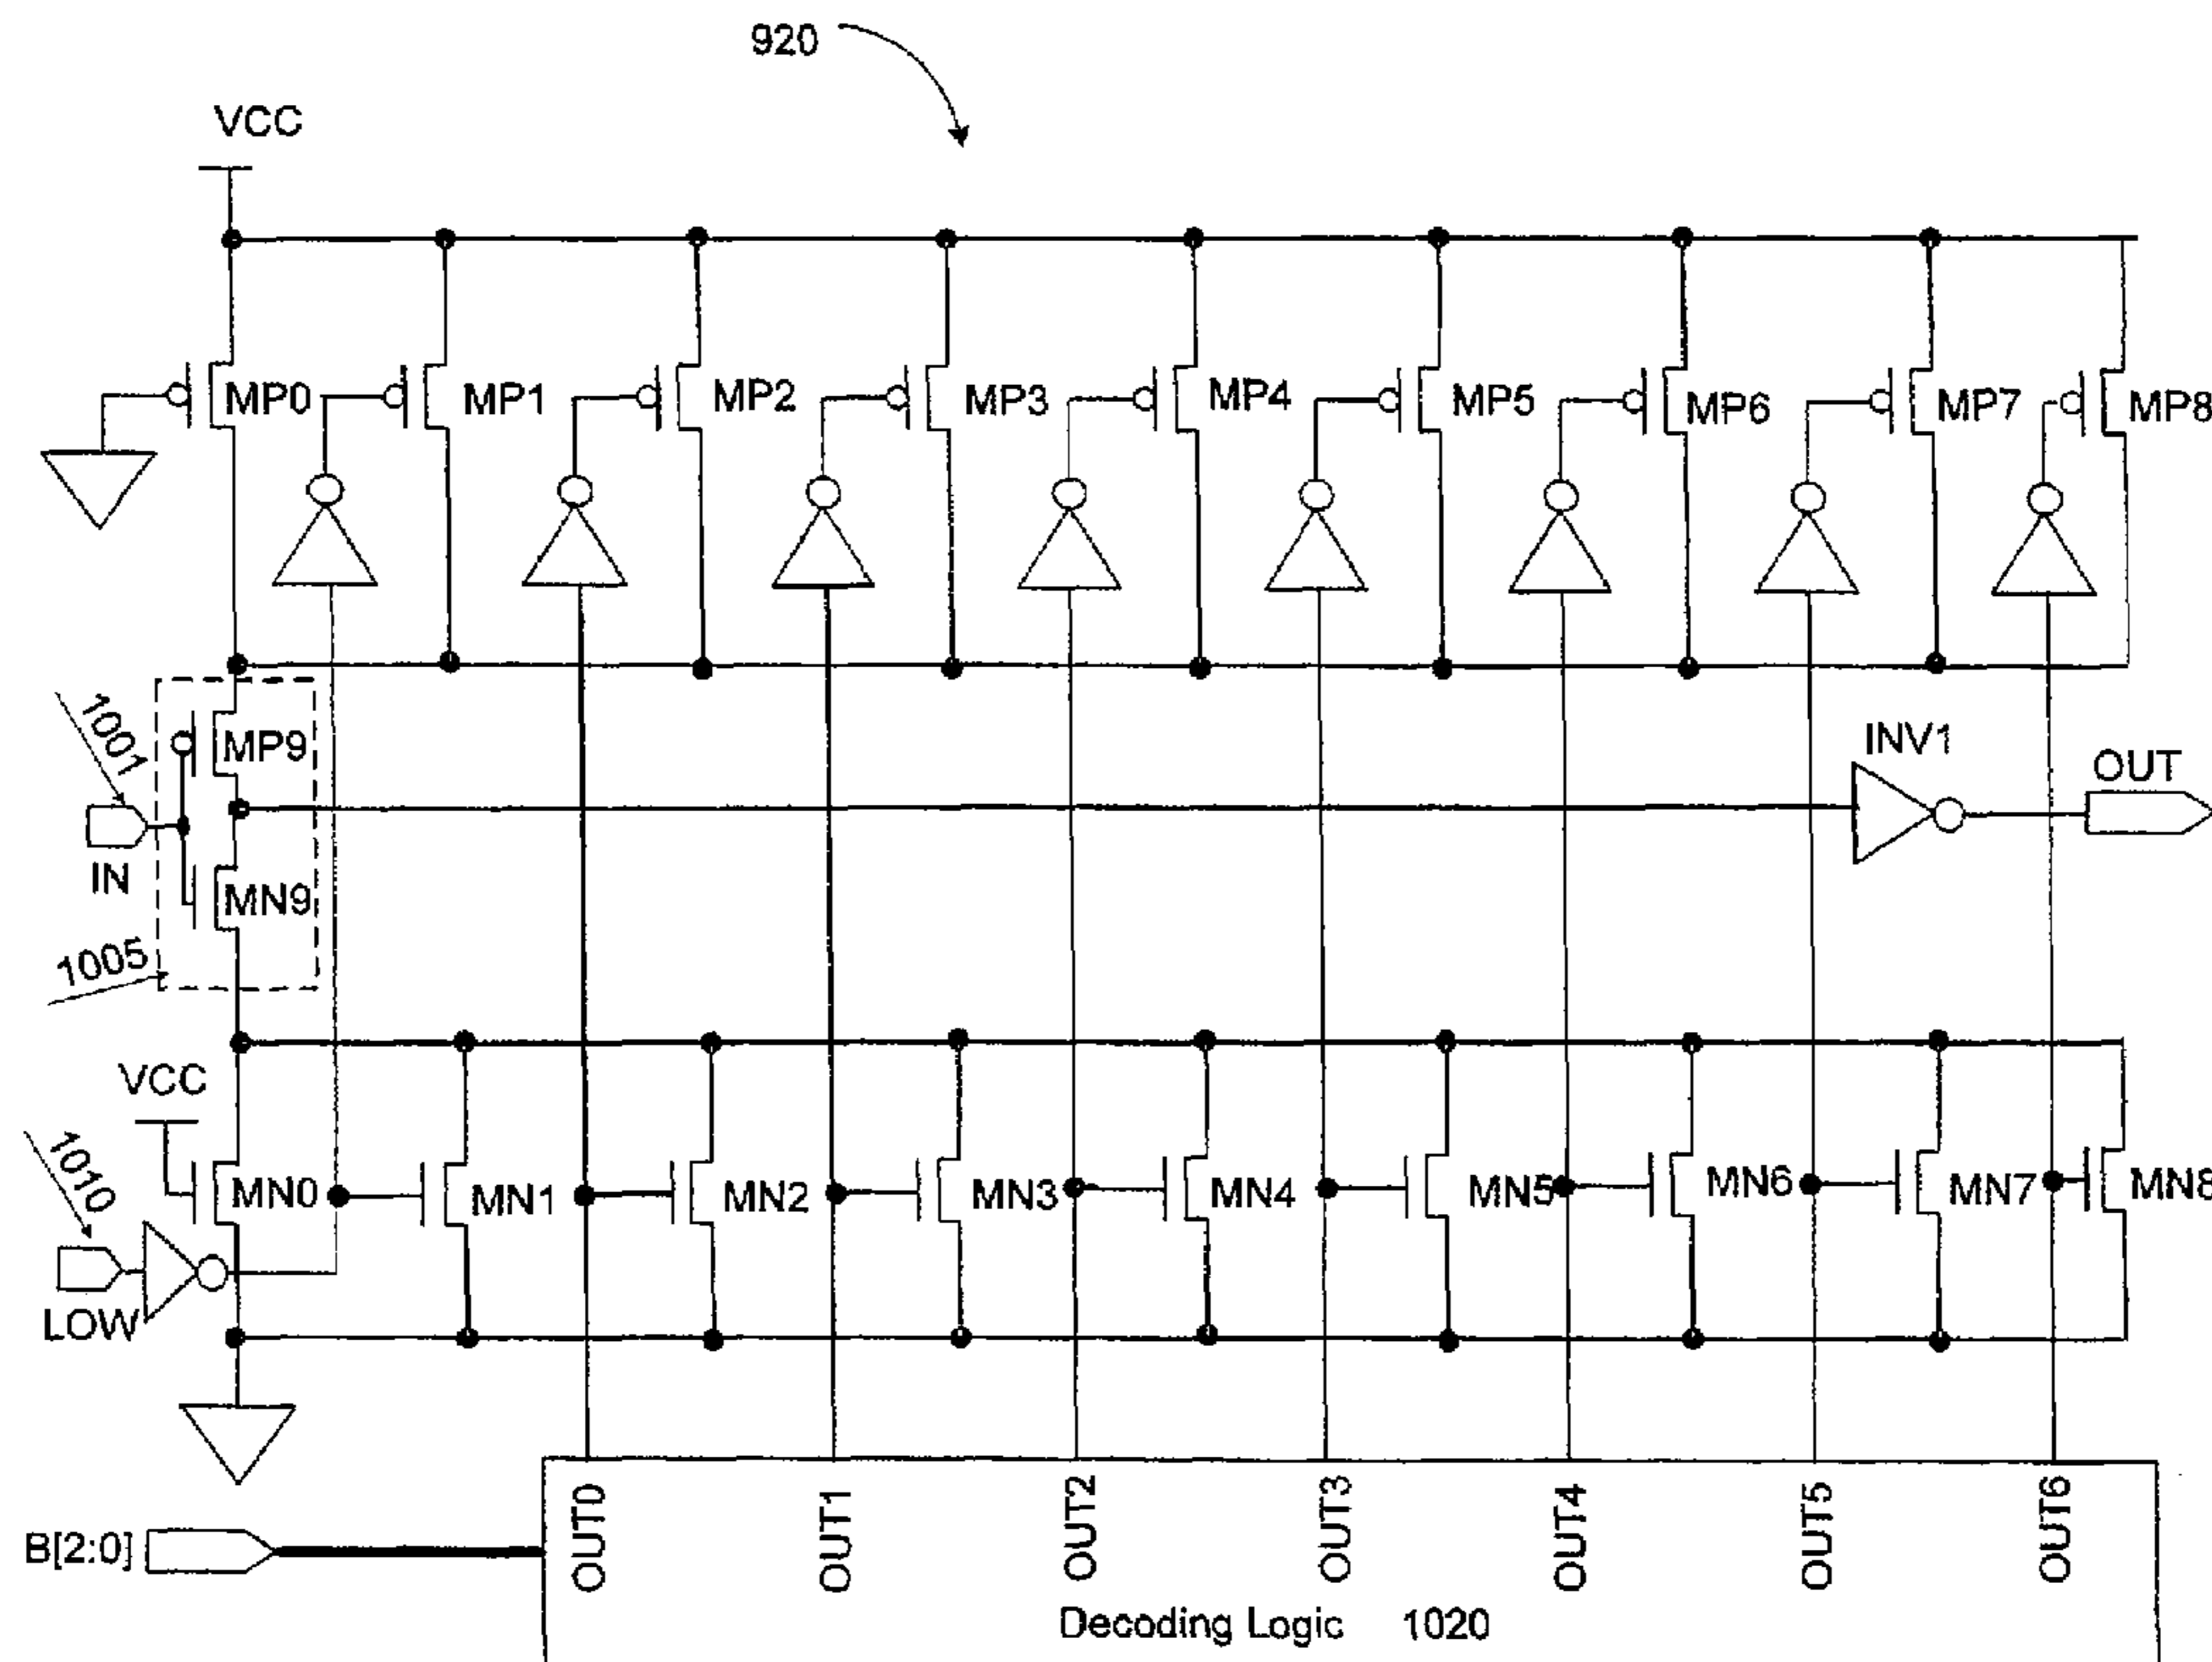 920
VCC
MP0
MP1
MP2
MP3
MP4
MP5
MP6
MP7
MP8
1001
MP9
INV1
OUT
IN
MN9
1005
VCC
1010
MN0
MN1
MN2
MN3
MN4
MN5
MN6
MN7
MN8
LOW
B[2:0]
OUT0
OUT1
OUT2
OUT3
OUT4
OUT5
OUT6
Decoding Logic 1020